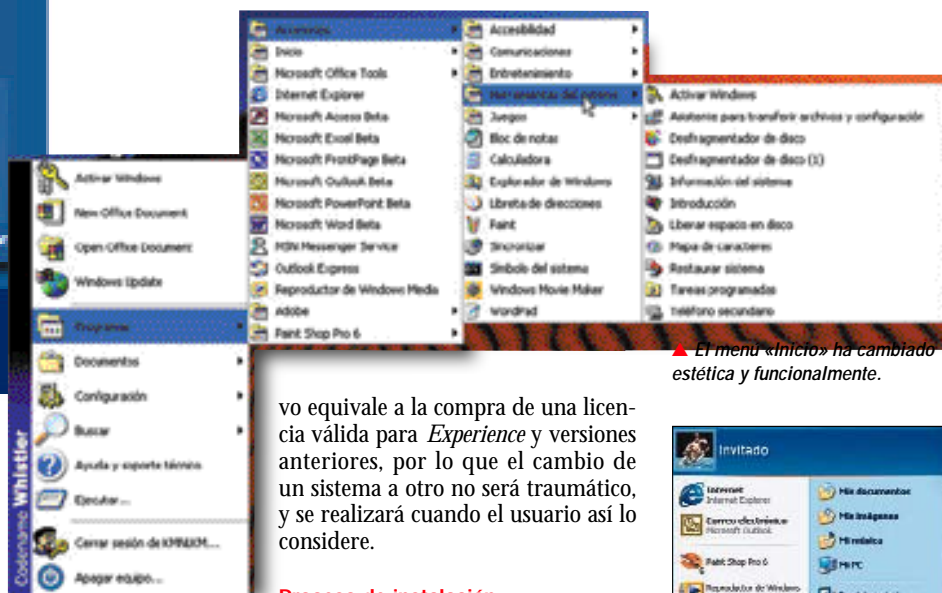 Accesorios
Inicio
Microsoft Office Tools
Internet Explorer
Microsoft Access Beta
Microsoft Excel Beta
Microsoft FrontPage Beta
Microsoft Outlook Beta
Microsoft PowerPoint Beta
Microsoft Word Beta
MSN Messenger Service
Outlook Express
Reproductor de Windows Media
Adobe
Paint Shop Pro 6
Accesibilidad
Comunicaciones
Entretenimiento
Herramientas del sistema
Juegos
Bloc de notas
Calculadora
Explorador de Windows
Libreta de direcciones
Paint
Sincronizar
Símbolo del sistema
Windows Movie Maker
WordPad
Activar Windows
Asistente para transferir archivos y configuración
Desfragmentador de disco
Desfragmentador de disco (1)
Información del sistema
Introducción
Liberar espacio en disco
Mapa de caracteres
Restaurar sistema
Tareas programadas
Teléfono secundario
Activar Windows
New Office Document
Open Office Document
Windows Update
Programas
Documentos
Configuración
Buscar
Ayuda y soporte técnico
Ejecutar...
Cerrar sesión de
Apagar equipo...
Codename Whistler
▲ El menú «Inicio» ha cambiado
estética y funcionalmente.
vo equivale a la compra de una licen-
cia válida para Experience y versiones
anteriores, por lo que el cambio de
un sistema a otro no será traumático,
y se realizará cuando el usuario así lo
considere.
Invitado
Internet
Internet Explorer
Correo electrónico
Microsoft Outlook
Paint Shop Pro 6
Reproductor de Windows
Mis documentos
Mis imágenes
Mi música
Mi PC